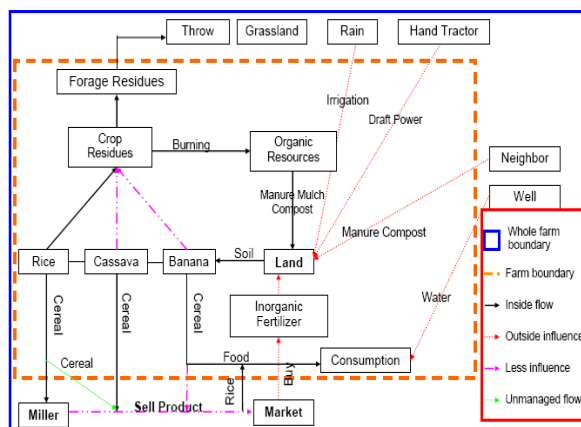 Throw
Grassland
Rain
Hand Tractor
Forage Residues
Irrigation
Draft Power
Crop
Residues
Burning
Organic
Resources
Neighbor
Manure Mulch
Compost
Well
Manure Compost
Rice
Cassava
Banana
Soil
Land
Cereal
Cereal
Cereal
Inorganic
Fertilizer
Water
Cereal
Food
Consumption
Rice
Buy
Miller
Sell Product
Market
Whole farm
boundary
Farm boundary
Inside flow
Outside influence
Less influence
Unmanaged flow